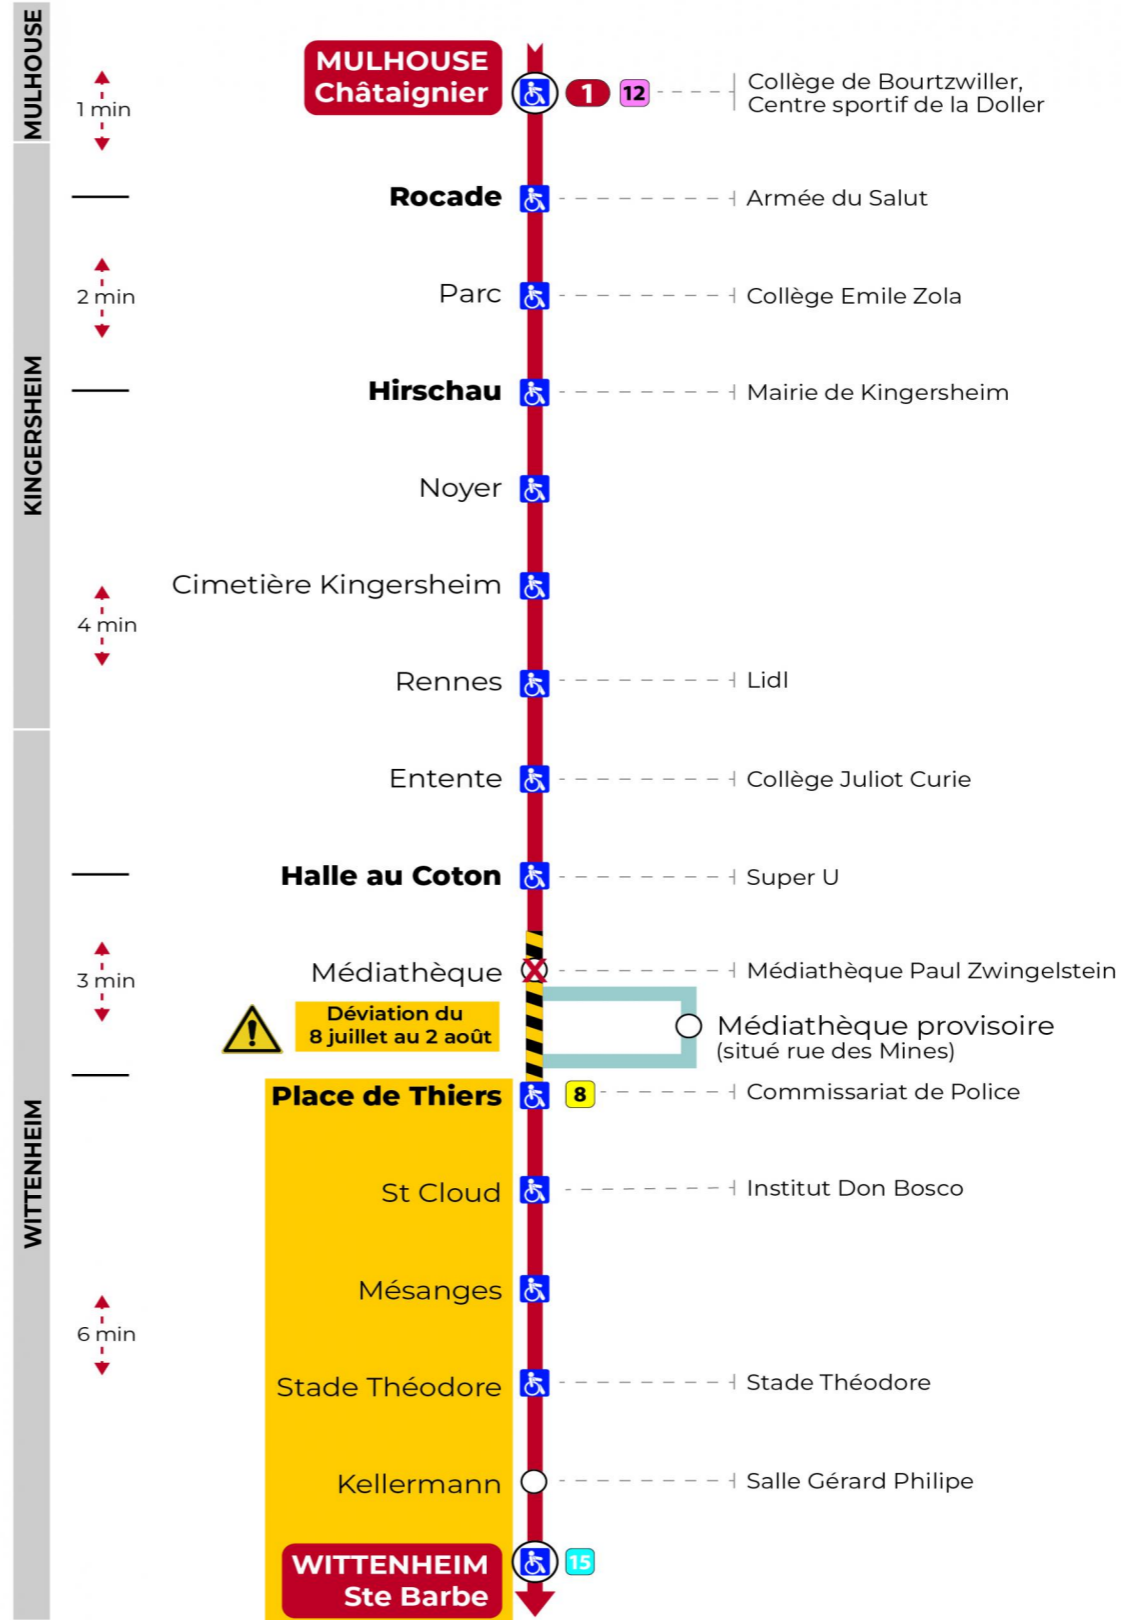 MULHOUSE
KINGERSHEIM
WITTENHEIM
MULHOUSE
Châtaignier
1
12
Collège de Bourtzwiller,
Centre sportif de la Doller
1 min
Rocade
Armée du Salut
2 min
Parc
Collège Emile Zola
Hirschau
Mairie de Kingersheim
Noyer
Cimetière Kingersheim
4 min
Rennes
Lidl
Entente
Collège Juliot Curie
Halle au Coton
Super U
3 min
Médiathèque
Médiathèque Paul Zwingelstein
Déviation du
8 juillet au 2 août
Médiathèque provisoire
(situé rue des Mines)
Place de Thiers
8
Commissariat de Police
St Cloud
Institut Don Bosco
Mésanges
6 min
Stade Théodore
Stade Théodore
Kellermann
Salle Gérard Philipe
WITTENHEIM
Ste Barbe
15